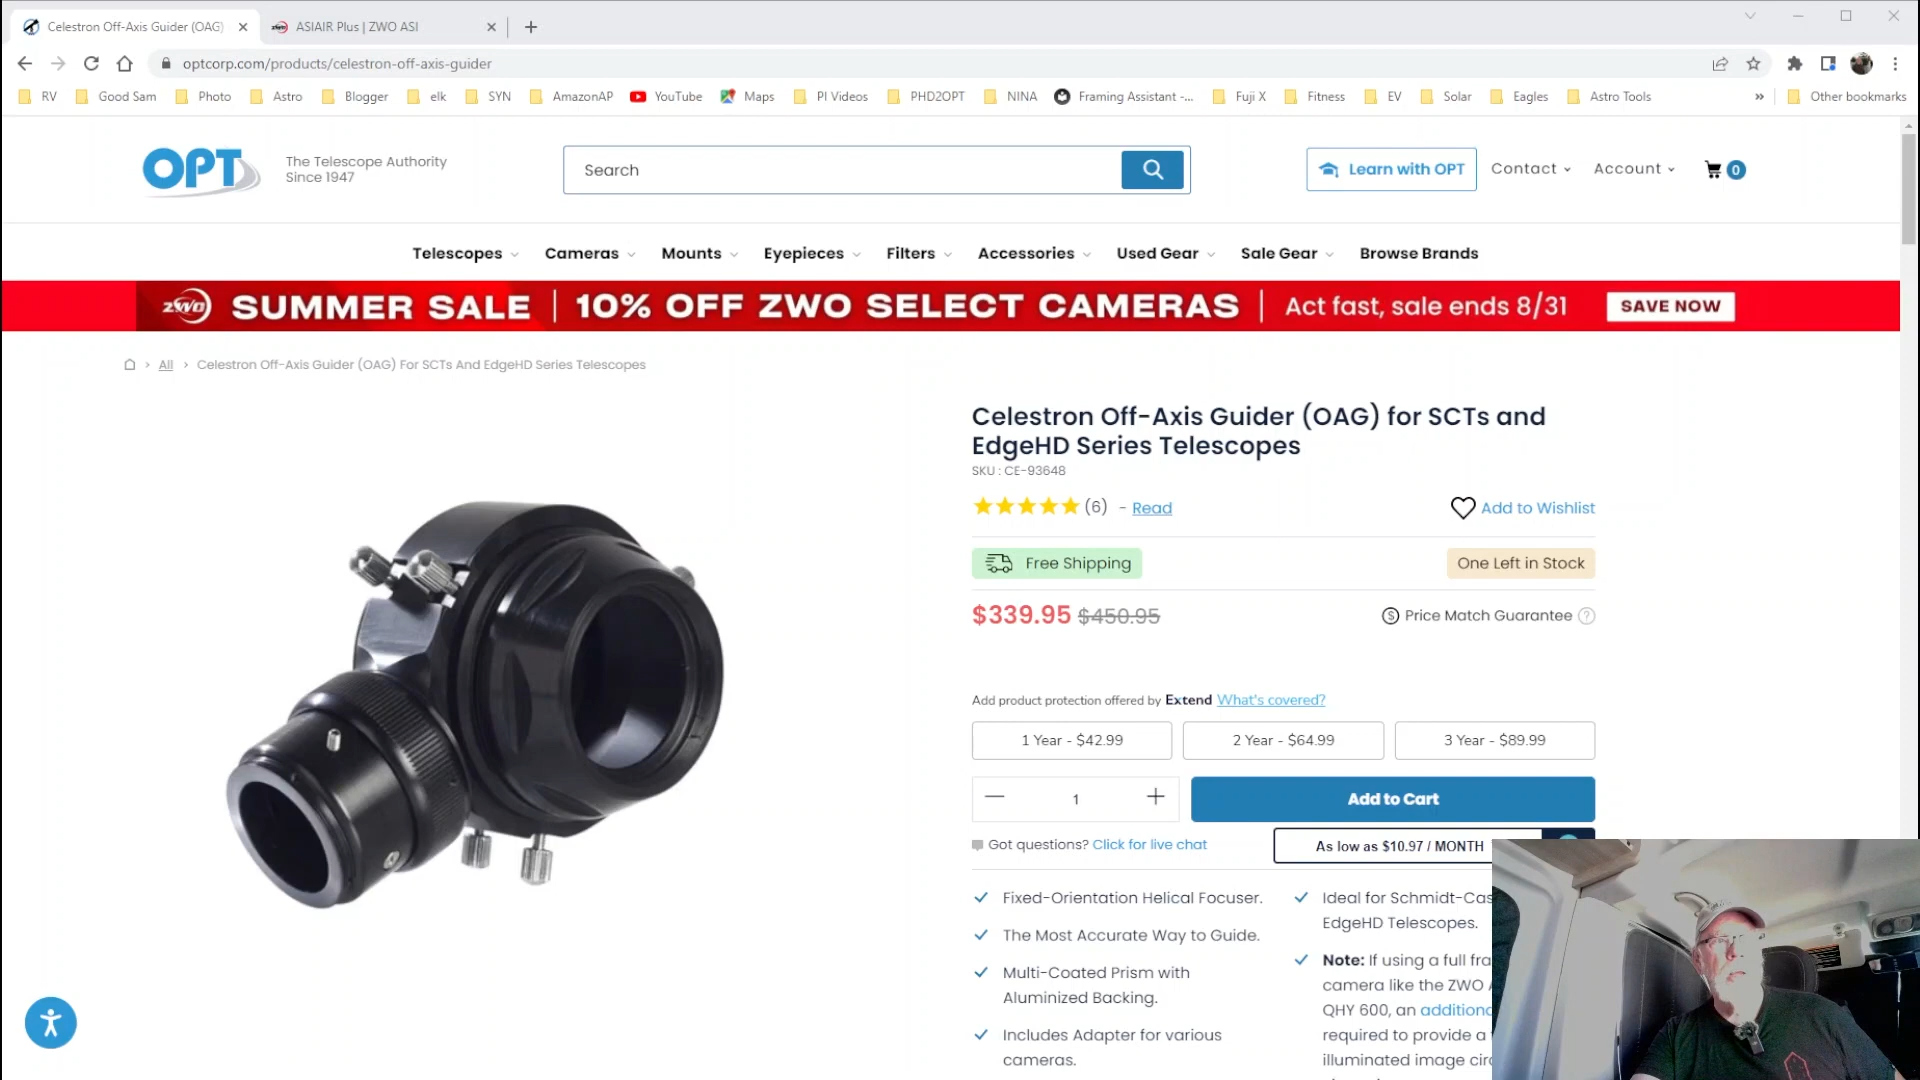 Celestron Off-Axis Guider (OAG)
ASIAIR Plus | ZWO ASI
optcorp.com/products/celestron-off-axis-guider
RV
Good Sam
Photo
Astro
Blogger
elk
SYN
AmazonAP
YouTube
Maps
PI Videos
PHD2OPT
NINA
Framing Assistant -...
Fuji X
Fitness
EV
Solar
Eagles
Astro Tools
»
Other bookmarks
OPT
The Telescope Authority
Since 1947
Search
Learn with OPT
Contact
Account
0
Telescopes
Cameras
Mounts
Eyepieces
Filters
Accessories
Used Gear
Sale Gear
Browse Brands
ZWO SUMMER SALE | 10% OFF ZWO SELECT CAMERAS | Act fast, sale ends 8/31
SAVE NOW
> All > Celestron Off-Axis Guider (OAG) For SCTs And EdgeHD Series Telescopes
Celestron Off-Axis Guider (OAG) for SCTs and
EdgeHD Series Telescopes
SKU : CE-93648
(6) - Read
Add to Wishlist
Free Shipping
One Left in Stock
$339.95 $450.95
Price Match Guarantee ?
Add product protection offered by Extend What's covered?
1 Year - $42.99
2 Year - $64.99
3 Year - $89.99
— 1 +
Add to Cart
Got questions? Click for live chat
As low as $10.97 / MONTH
Fixed-Orientation Helical Focuser.
The Most Accurate Way to Guide.
Multi-Coated Prism with
Aluminized Backing.
Includes Adapter for various
cameras.
Ideal for Schmidt-Cas
EdgeHD Telescopes.
Note: If using a full fra
camera like the ZWO
QHY 600, an additiona
required to provide a
illuminated image circ